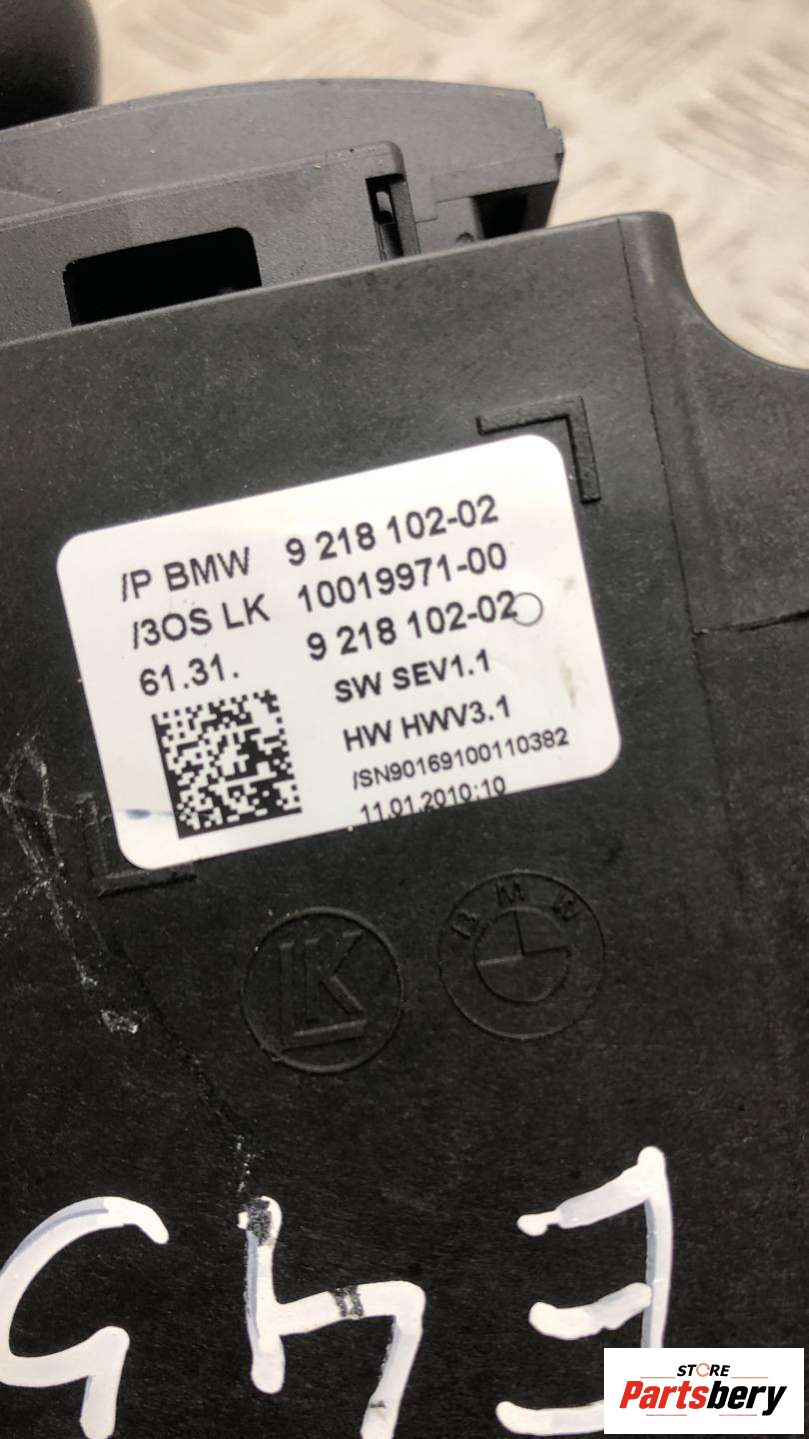 /P BMW 9 218 102-02
/3OS LK 10019971-00
61.31. 9 218 102-02
SW SEV1.1
HW HWV3.1
/SN90169100110382
11.01.2010:10
LK
BMW
STORE
Partsbery